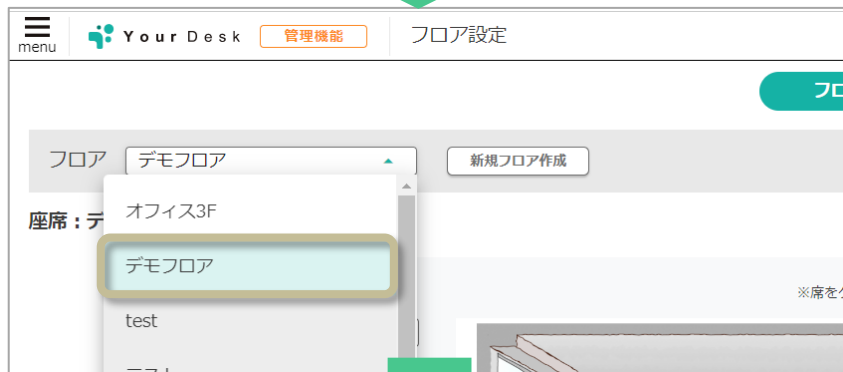 menu YourDesk 管理機能 フロア設定
フロ
フロア デモフロア 新規フロア作成
オフィス3F
座席：デ
デモフロア
※席を
test